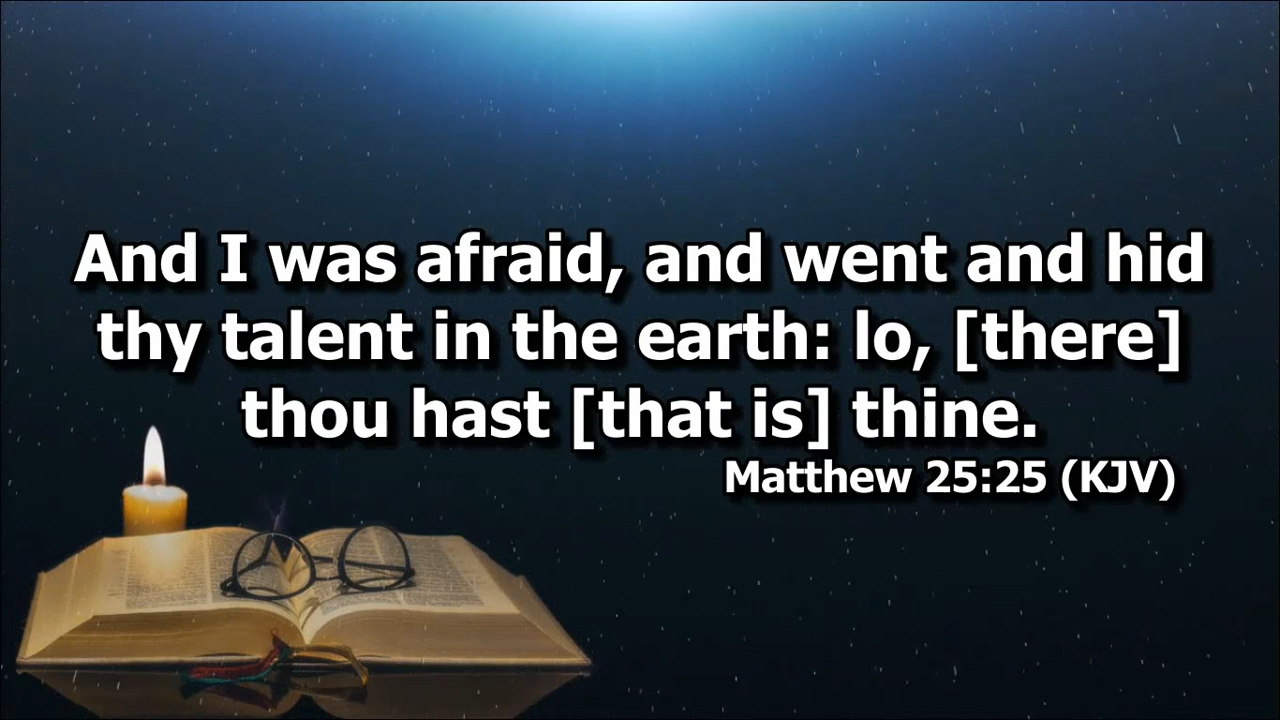 And I was afraid, and went and hid
thy talent in the earth: lo, [there]
thou hast [that is] thine.
Matthew 25:25 (KJV)